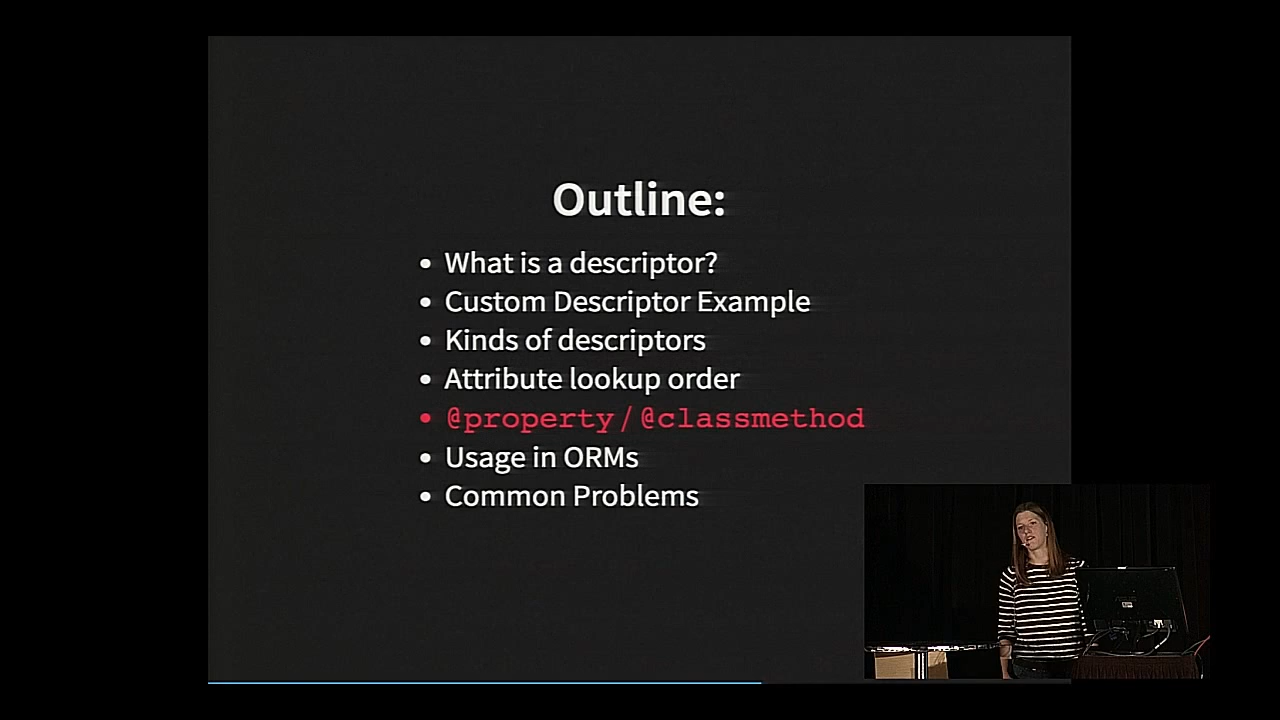 Outline:
• What is a descriptor?
• Custom Descriptor Example
• Kinds of descriptors
• Attribute lookup order
• @property / @classmethod
• Usage in ORMs
• Common Problems